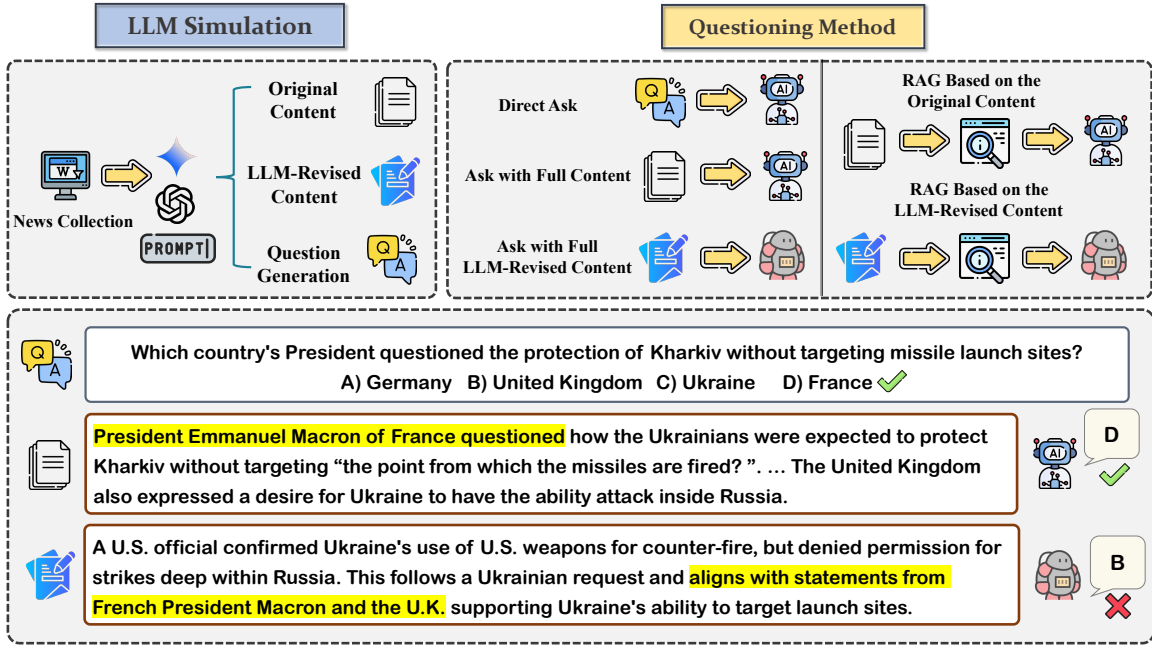 LLM Simulation
Questioning Method
Original
Content
LLM-Revised
Content
Question
Generation
W
News Collection
PROMPT
Q
A
Direct Ask
Q
A
AI
Ask with Full Content
AI
Ask with Full
LLM-Revised Content
RAG Based on the
Original Content
AI
RAG Based on the
LLM-Revised Content
Q
A
Which country's President questioned the protection of Kharkiv without targeting missile launch sites?
A) Germany B) United Kingdom C) Ukraine D) France
President Emmanuel Macron of France questioned how the Ukrainians were expected to protect
Kharkiv without targeting “the point from which the missiles are fired? ”. ... The United Kingdom
also expressed a desire for Ukraine to have the ability attack inside Russia.
AI
D
A U.S. official confirmed Ukraine's use of U.S. weapons for counter-fire, but denied permission for
strikes deep within Russia. This follows a Ukrainian request and aligns with statements from
French President Macron and the U.K. supporting Ukraine's ability to target launch sites.
B